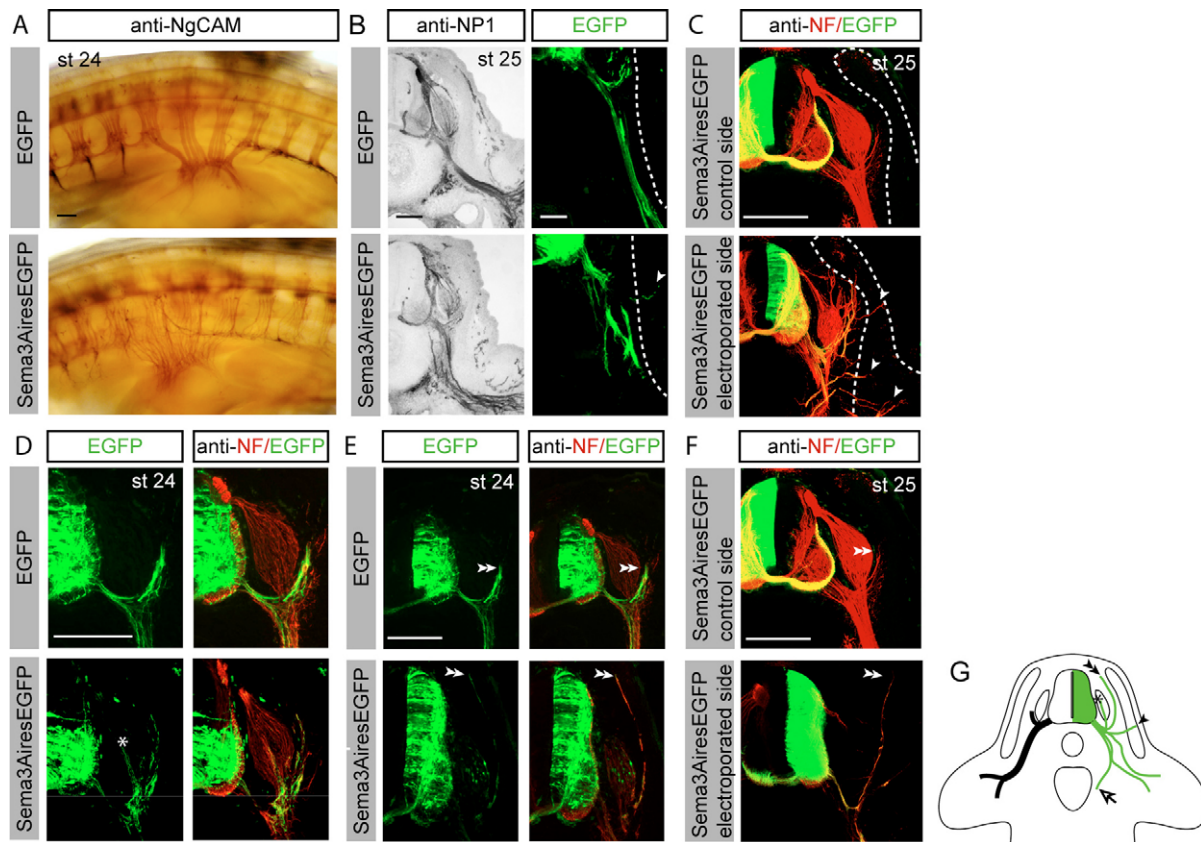 A
anti-NgCAM
EGFP
st 24
Sema3AiresEGFP
B
anti-NP1
EGFP
EGFP
st 25
Sema3AiresEGFP
C
anti-NF/EGFP
Sema3AiresEGFP
control side
st 25
Sema3AiresEGFP
electroporated side
D
EGFP
anti-NF/EGFP
EGFP
st 24
Sema3AiresEGFP
*
E
EGFP
anti-NF/EGFP
EGFP
st 24
Sema3AiresEGFP
F
anti-NF/EGFP
Sema3AiresEGFP
control side
st 25
Sema3AiresEGFP
electroporated side
G
*